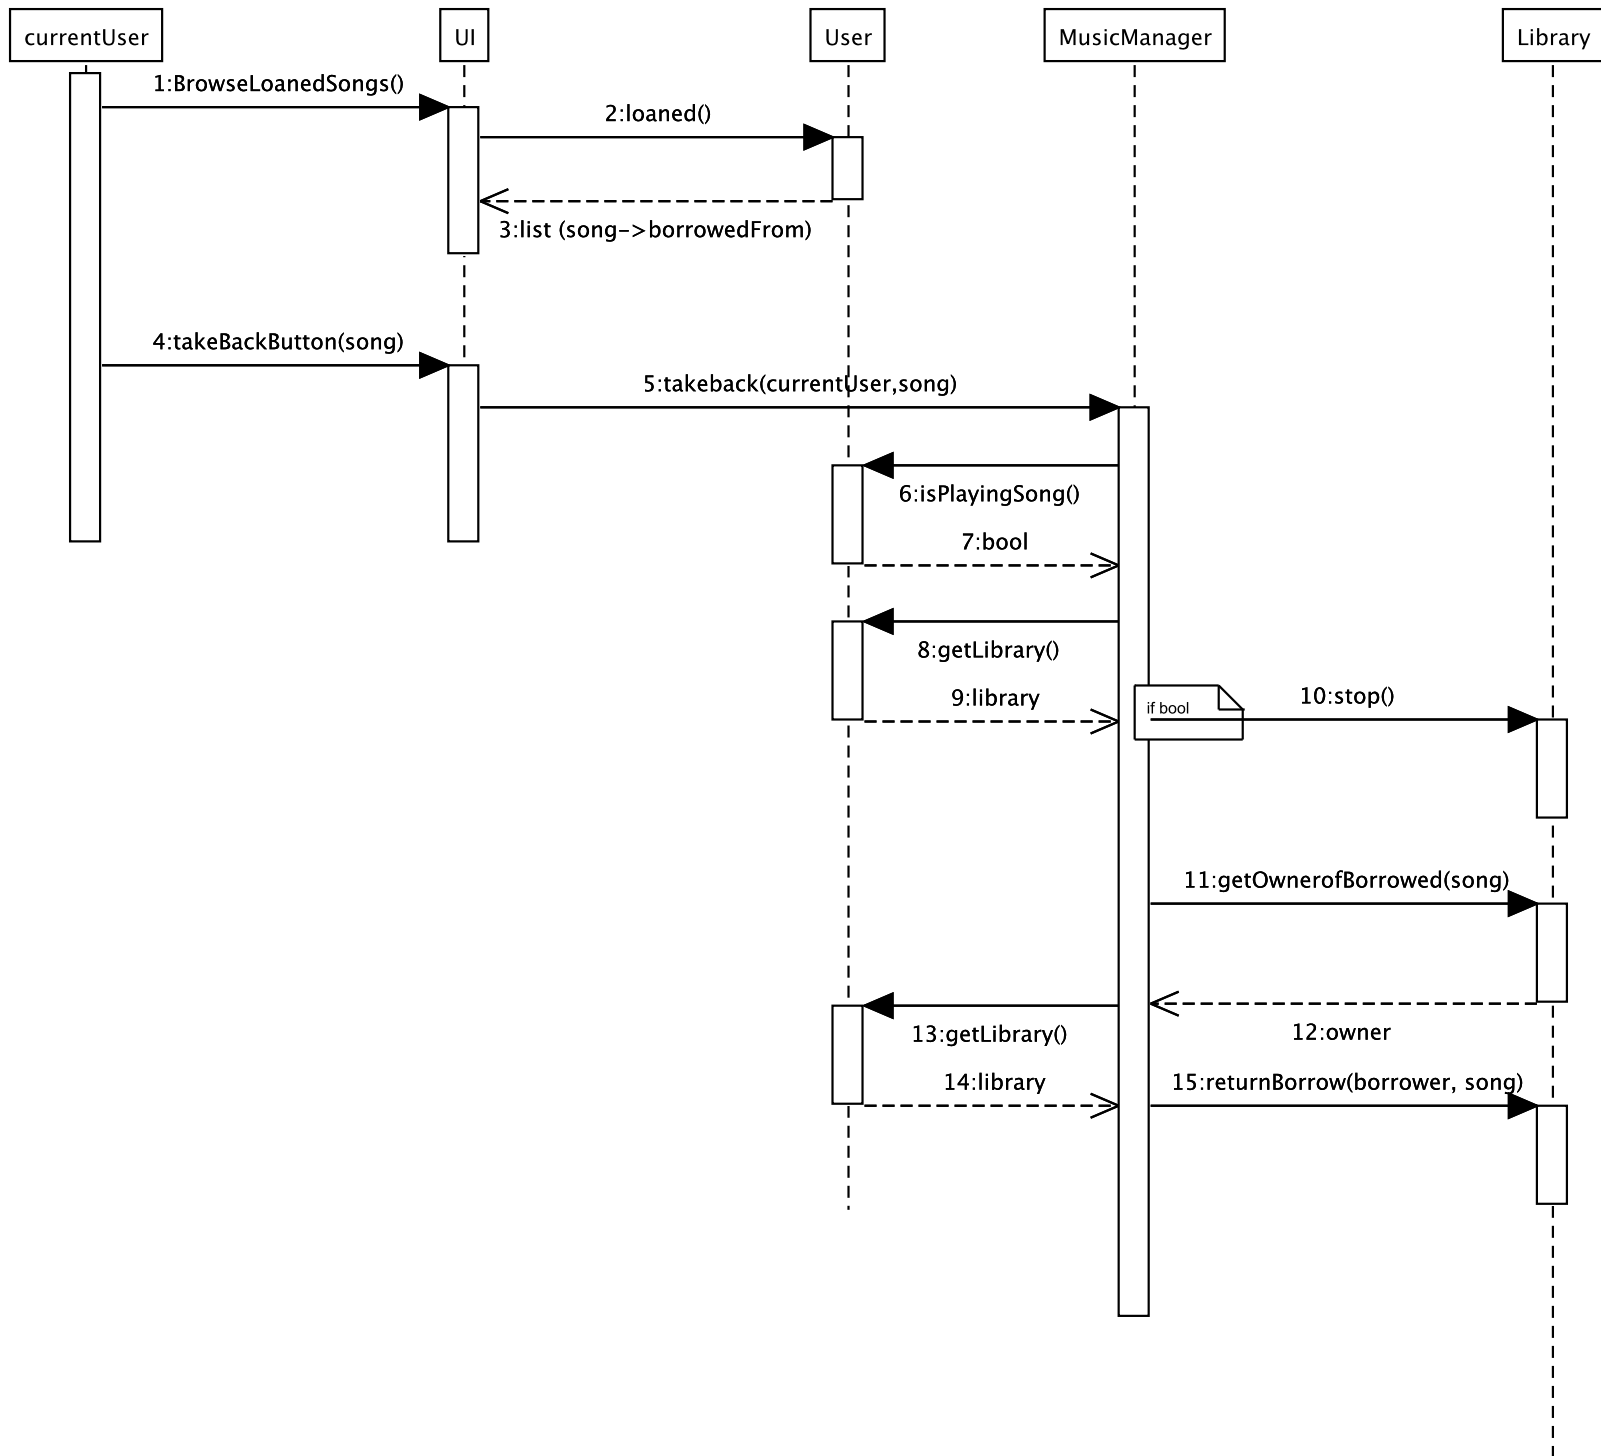 currentUser
UI
User
MusicManager
Library
1:BrowseLoanedSongs()
2:loaned()
3:list (song->borrowedFrom)
4:takeBackButton(song)
5:takeback(currentUser,song)
6:isPlayingSong()
7:bool
8:getLibrary()
9:library
if bool
10:stop()
11:getOwnerofBorrowed(song)
12:owner
13:getLibrary()
14:library
15:returnBorrow(borrower, song)